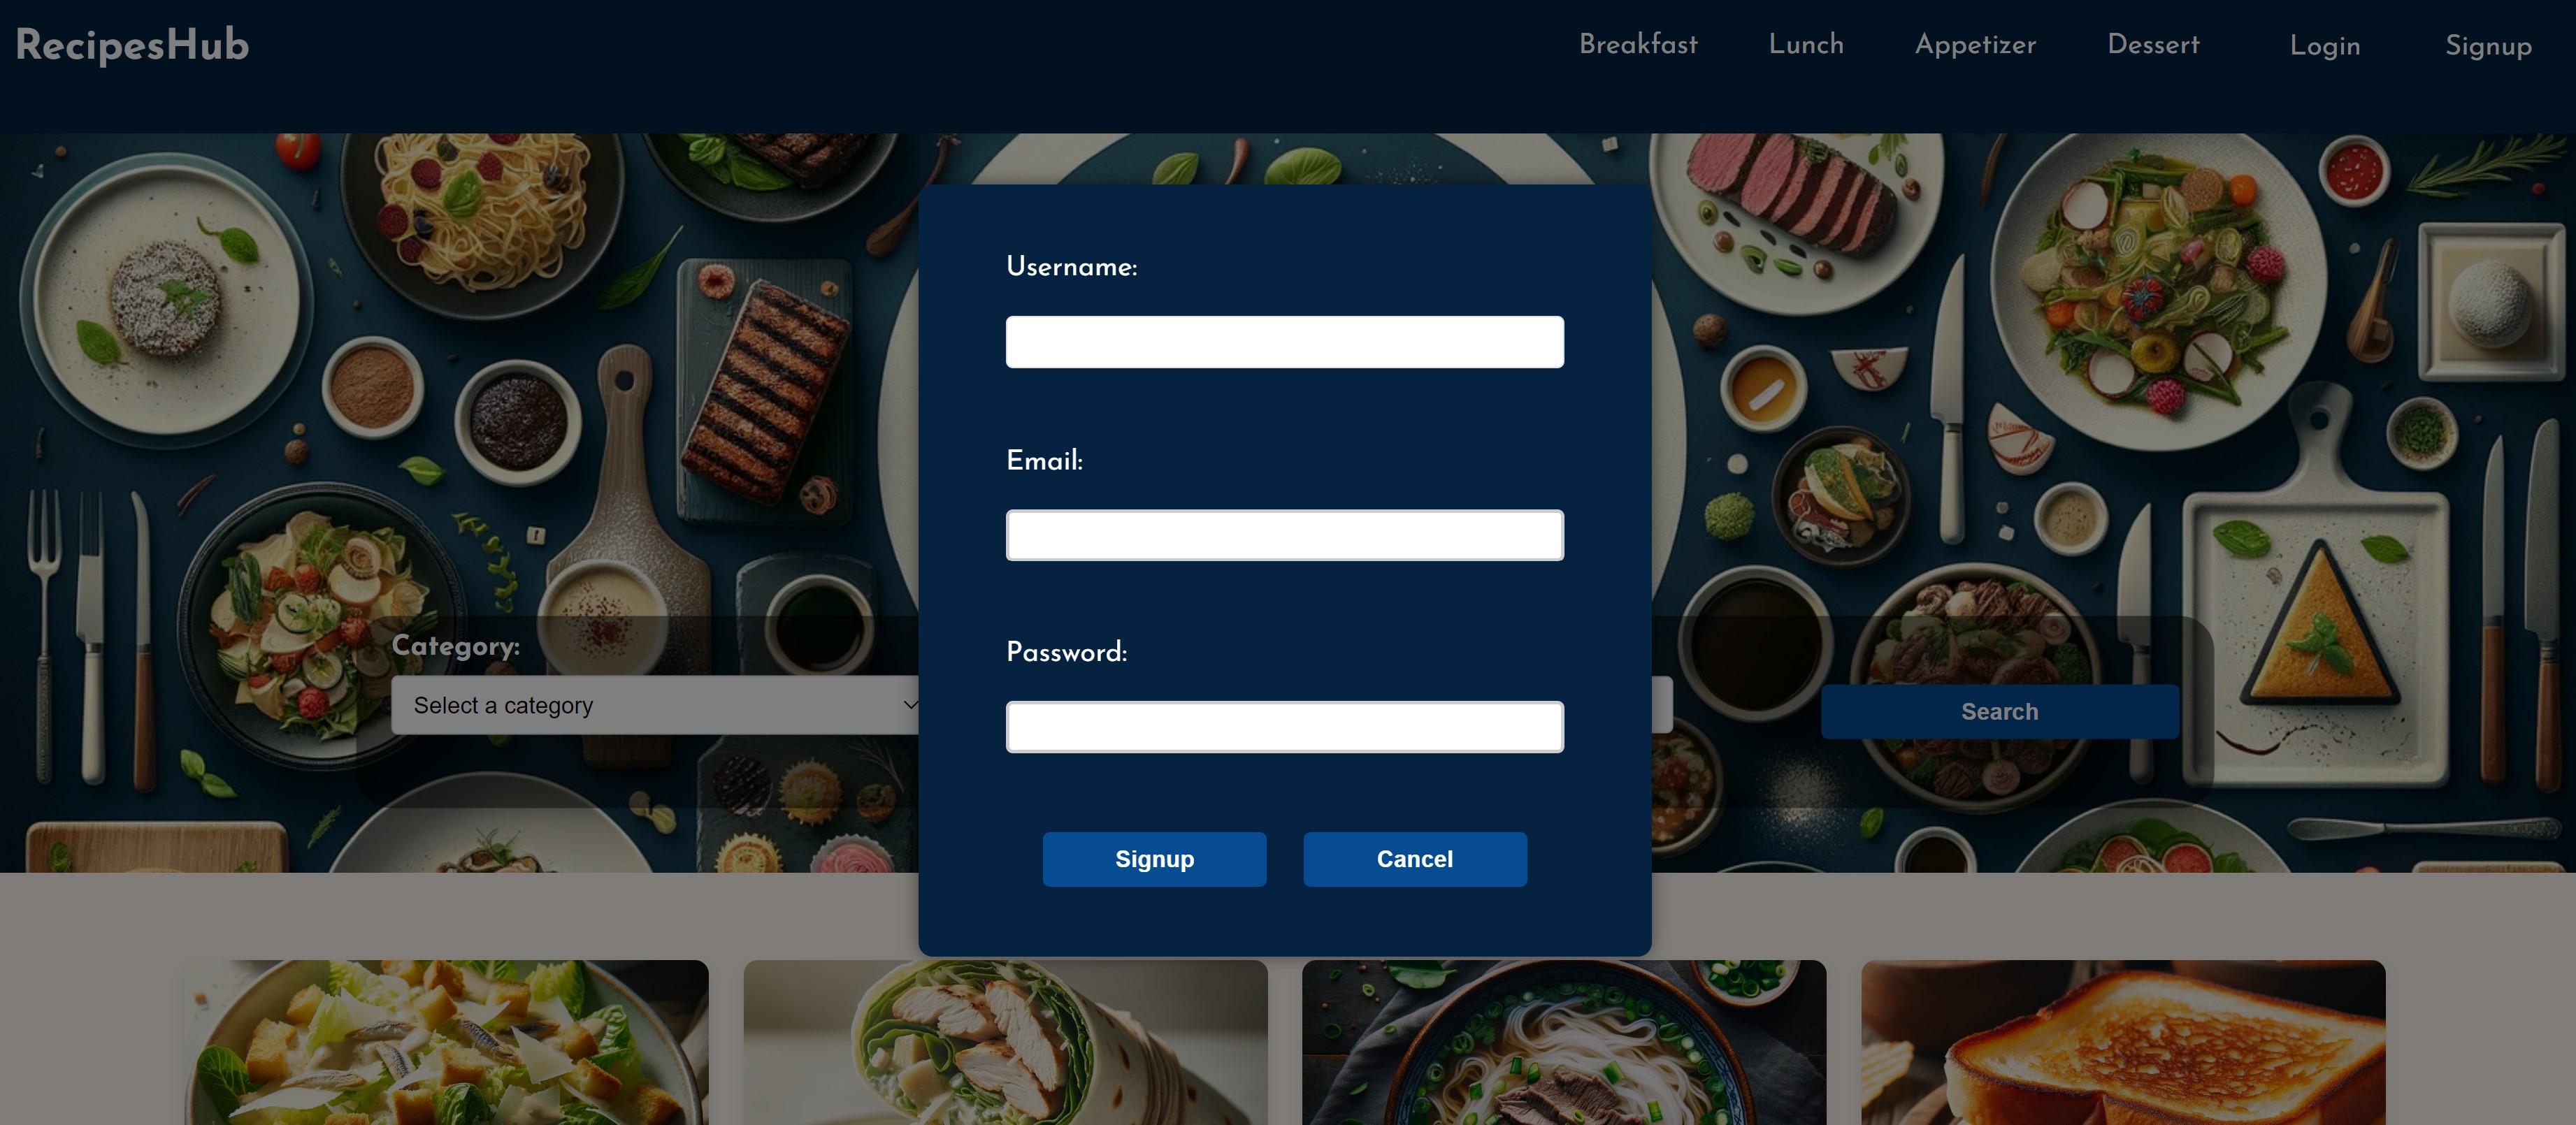 RecipesHub
Breakfast Lunch Appetizer Dessert Login Signup
Username:
Email:
Category:
Select a category
Password:
Search
Signup Cancel